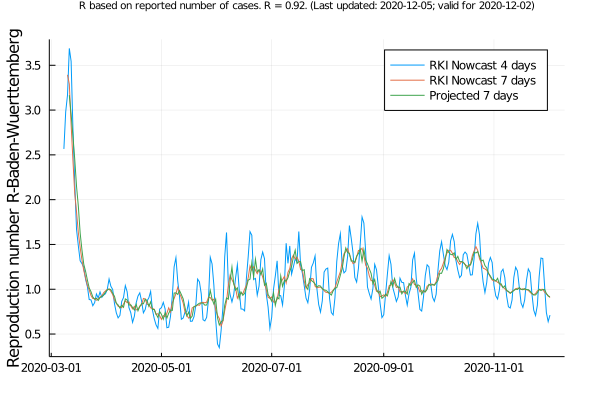 R based on reported number of cases. R = 0.92. (Last updated: 2020-12-05; valid for 2020-12-02)
Reproduction number R-Baden-Wuerttemberg
RKI Nowcast 4 days
RKI Nowcast 7 days
Projected 7 days
3.5
3.0
2.5
2.0
1.5
1.0
0.5
2020-03-01 2020-05-01 2020-07-01 2020-09-01 2020-11-01